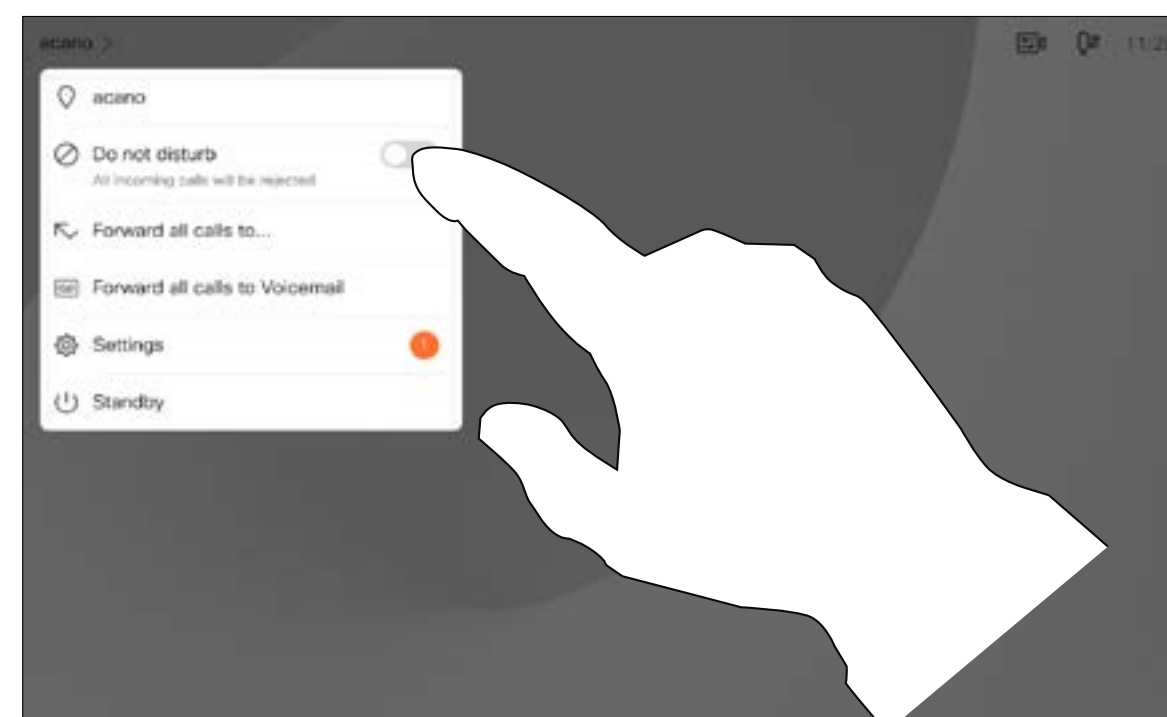 acano >
acano
Do not disturb
All incoming calls will be rejected
Forward all calls to...
Forward all calls to Voicemail
Settings
1
Standby